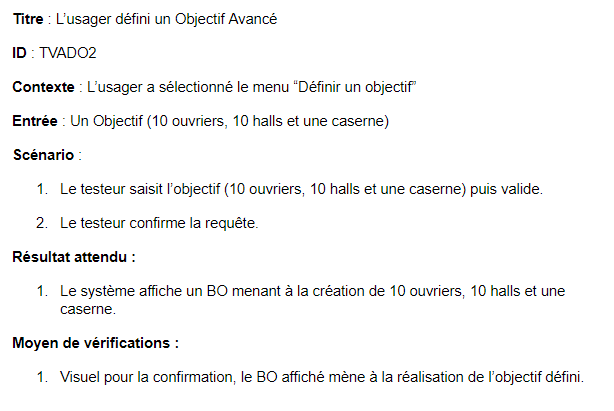 Titre : L’usager défini un Objectif Avancé
ID : TVADO2
Contexte : L’usager a sélectionné le menu “Définir un objectif”
Entrée : Un Objectif (10 ouvriers, 10 halls et une caserne)
Scénario :
1. Le testeur saisit l’objectif (10 ouvriers, 10 halls et une caserne) puis valide.
2. Le testeur confirme la requête.
Résultat attendu :
1. Le système affiche un BO menant à la création de 10 ouvriers, 10 halls et une
caserne.
Moyen de vérifications :
1. Visuel pour la confirmation, le BO affiché mène à la réalisation de l’objectif défini.